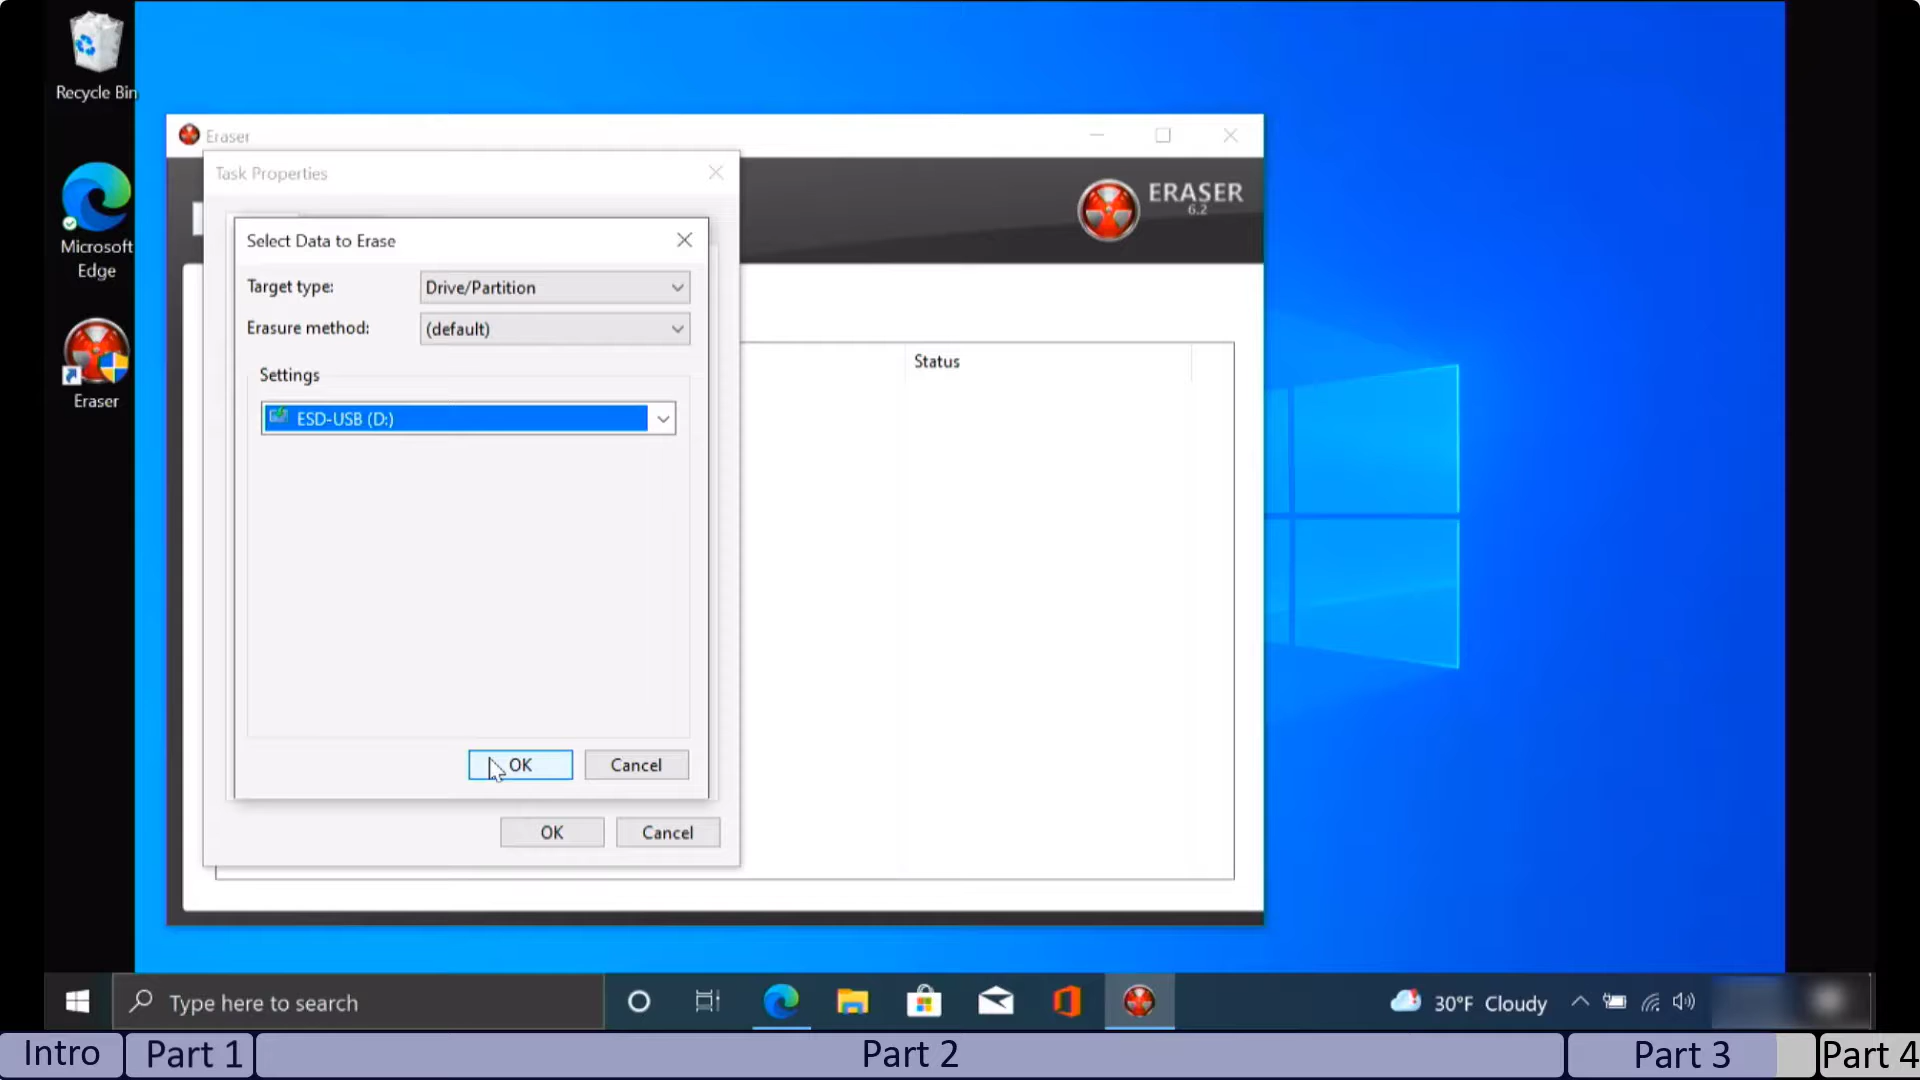 Recycle Bin
Microsoft
Edge
Eraser
Eraser
Task Properties
ERASER
6.2
Select Data to Erase
Target type:
Drive/Partition
Erasure method:
(default)
Settings
ESD-USB (D:)
Status
OK
Cancel
OK
Cancel
Type here to search
30°F Cloudy
Intro
Part 1
Part 2
Part 3
Part 4